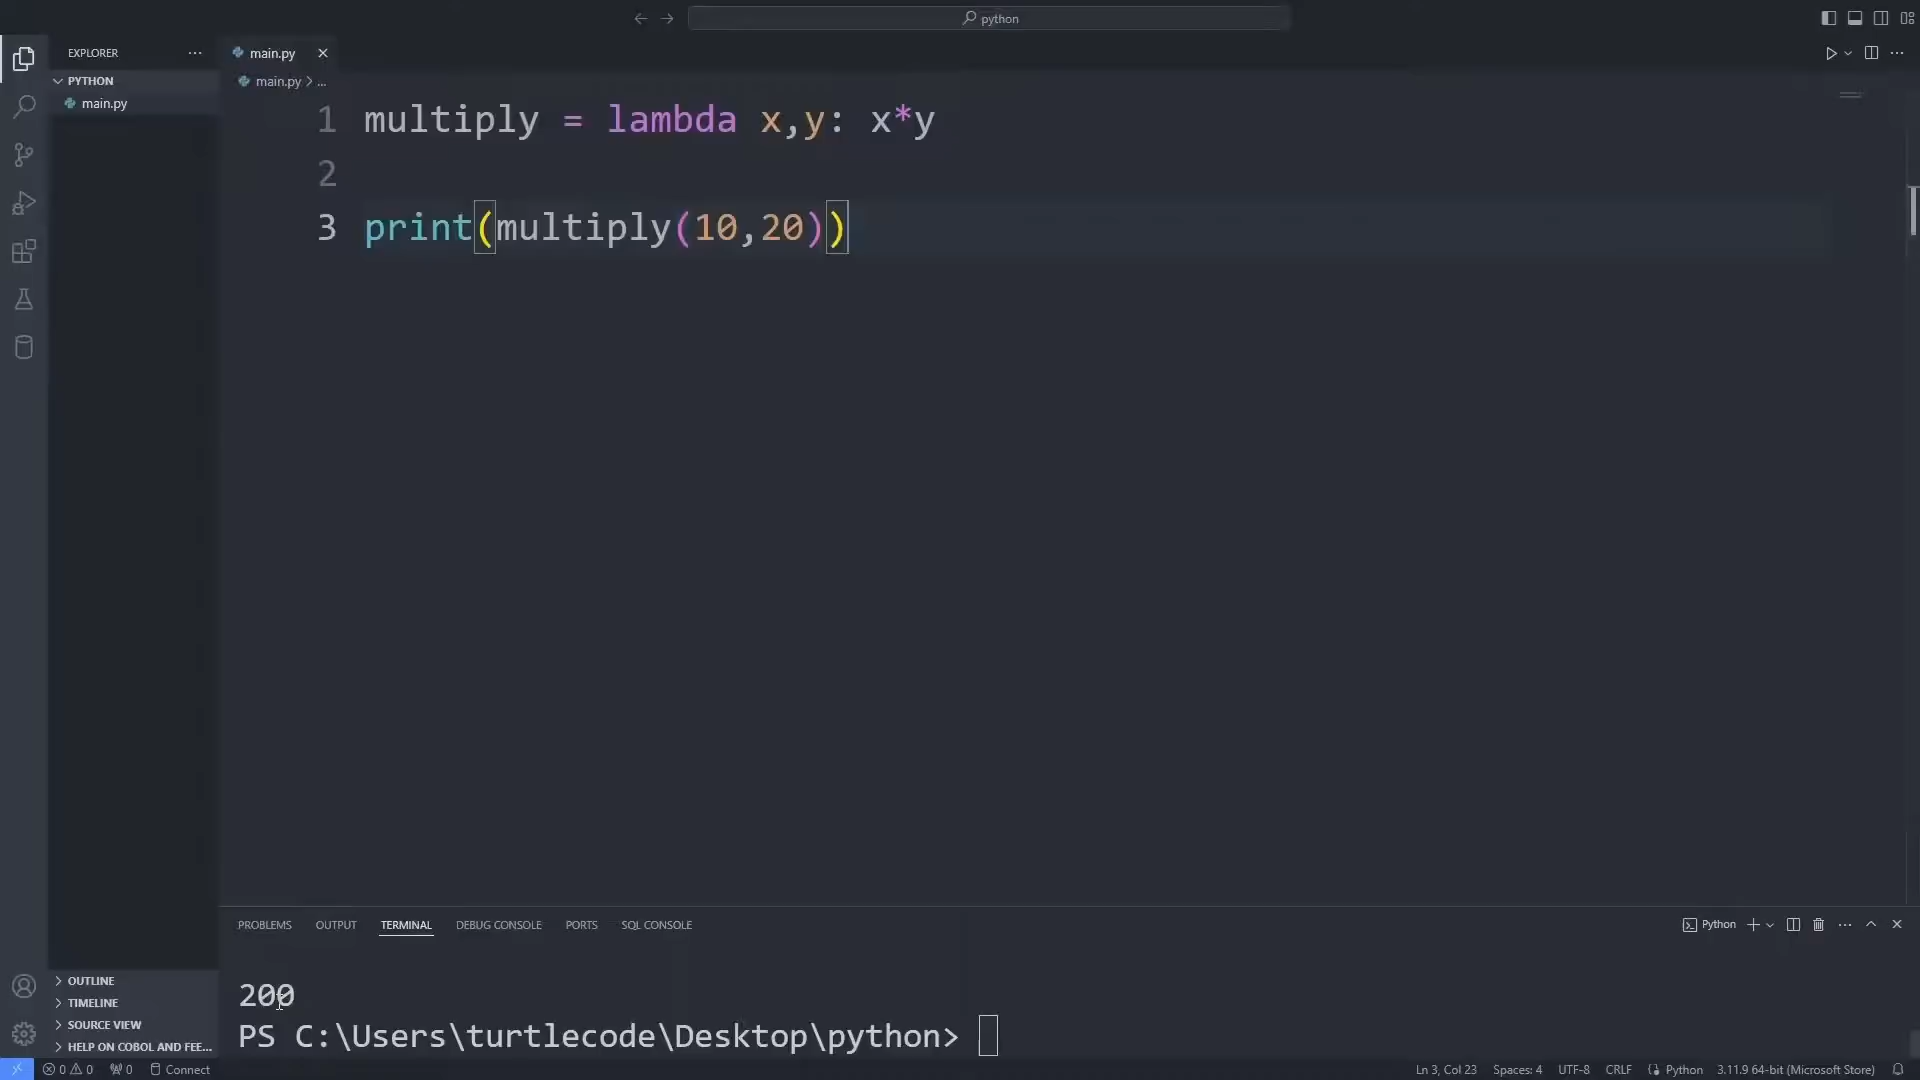 python
EXPLORER ···
main.py
PYTHON
main.py > ...
main.py
1 multiply = lambda x,y: x*y
2
3 print(multiply(10,20))
PROBLEMS OUTPUT TERMINAL DEBUG CONSOLE PORTS SQL CONSOLE
Python
200
PS C:\Users\turtlecode\Desktop\python>
OUTLINE
TIMELINE
SOURCE VIEW
HELP ON COBOL AND FEE...
0 0 0 Connect
Ln 3, Col 23 Spaces: 4 UTF-8 CRLF Python 3.11.9 64-bit (Microsoft Store)